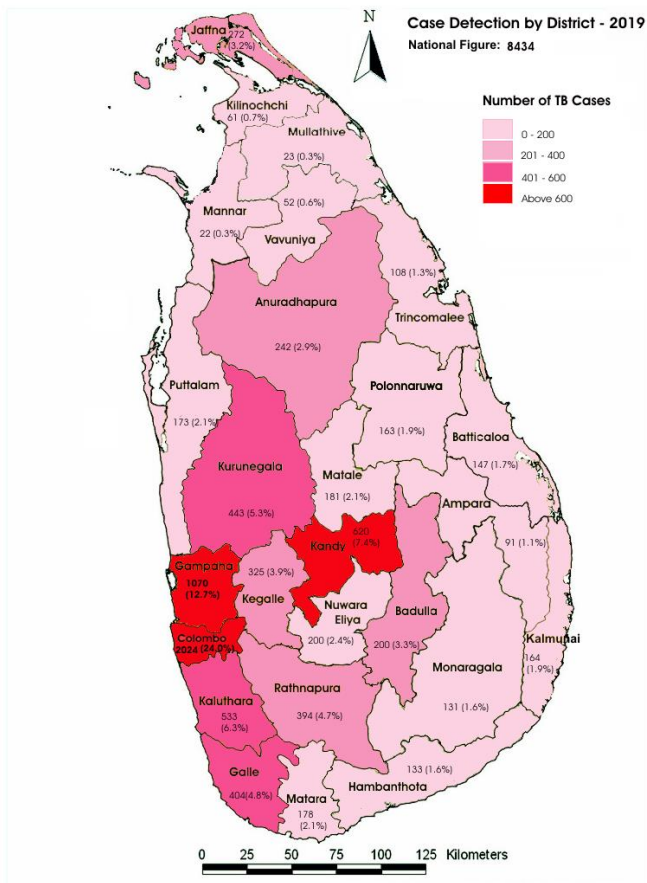 N
Case Detection by District - 2019
National Figure: 8434
Number of TB Cases
0 - 200
201 - 400
401 - 600
Above 600
Jaffna
272
(3.2%)
Kilinochchi
61 (0.7%)
Mullathive
23 (0.3%)
52 (0.6%)
Vavuniya
Mannar
22 (0.3%)
108 (1.3%)
Trincomalee
Anuradhapura
242 (2.9%)
Puttalam
173 (2.1%)
Polonnaruwa
163 (1.9%)
Batticaloa
147 (1.7%)
Kurunegala
443 (5.3%)
Matale
181 (2.1%)
Ampara
91 (1.1%)
Kandy
620
(7.4%)
Gampaha
1070
(12.7%)
325 (3.9%)
Kegalle
Nuwara
Eliya
200 (2.4%)
Badulla
200 (3.3%)
Colombo
2024 (24.0%)
Kalmunai
164
(1.9%)
Monaragala
131 (1.6%)
Kaluthara
533
(6.3%)
Rathnapura
394 (4.7%)
Galle
404(4.8%)
Matara
178
(2.1%)
133 (1.6%)
Hambanthota
0 25 50 75 100 125 Kilometers